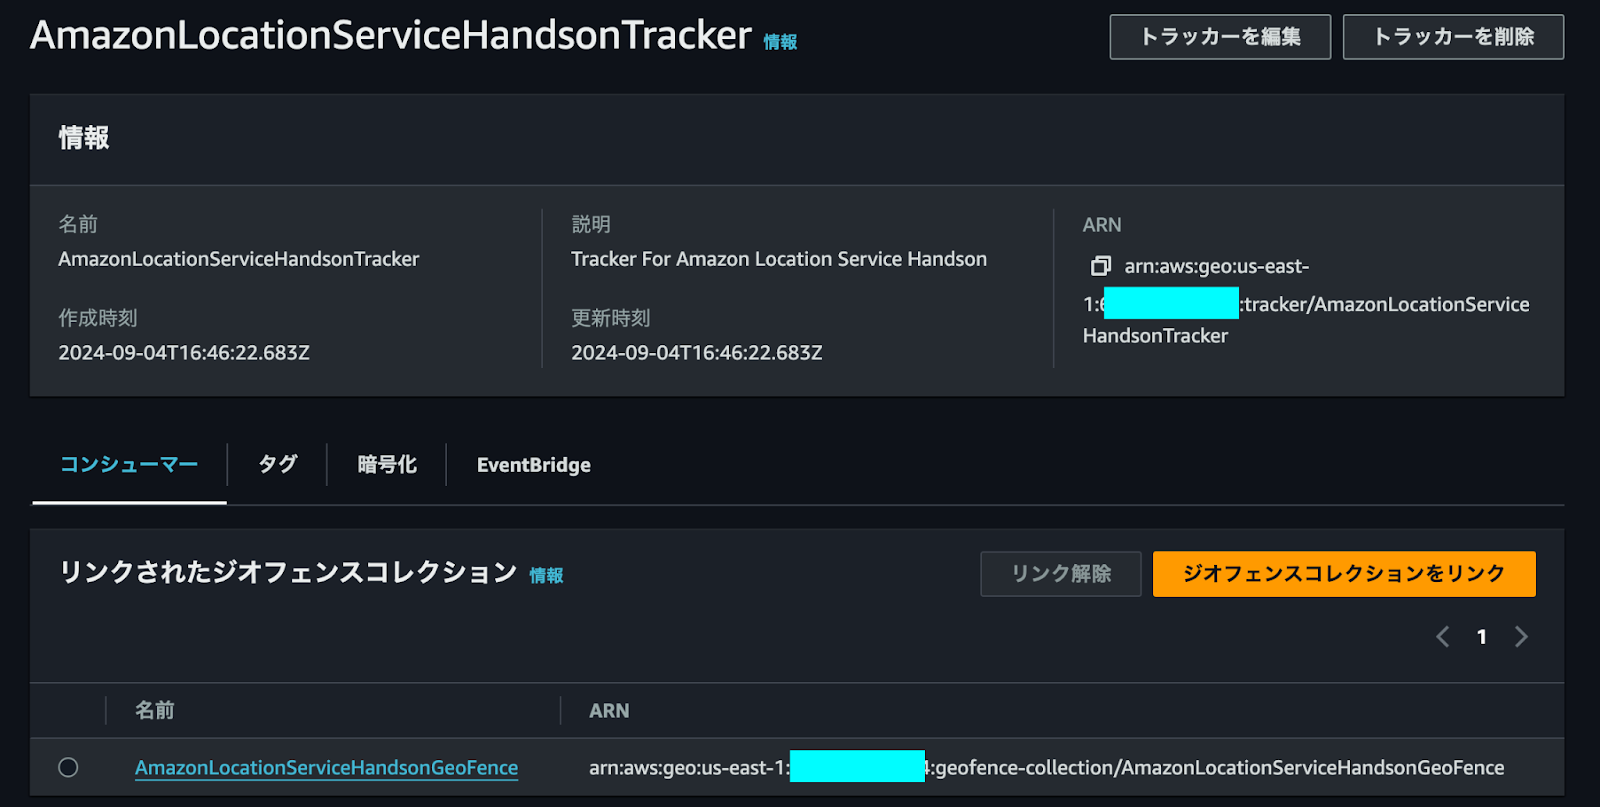 AmazonLocationServiceHandsonTracker 情報
トラッカーを編集
トラッカーを削除
情報
名前
AmazonLocationServiceHandsonTracker
作成時刻
2024-09-04T16:46:22.683Z
説明
Tracker For Amazon Location Service Handson
更新時刻
2024-09-04T16:46:22.683Z
ARN
arn:aws:geo:us-east-
1:6 :tracker/AmazonLocationService
HandsonTracker
コンシューマー
タグ
暗号化
EventBridge
リンクされたジオフェンスコレクション 情報
リンク解除
ジオフェンスコレクションをリンク
1
名前 ARN
AmazonLocationServiceHandsonGeoFence arn:aws:geo:us-east-1: 4:geofence-collection/AmazonLocationServiceHandsonGeoFence